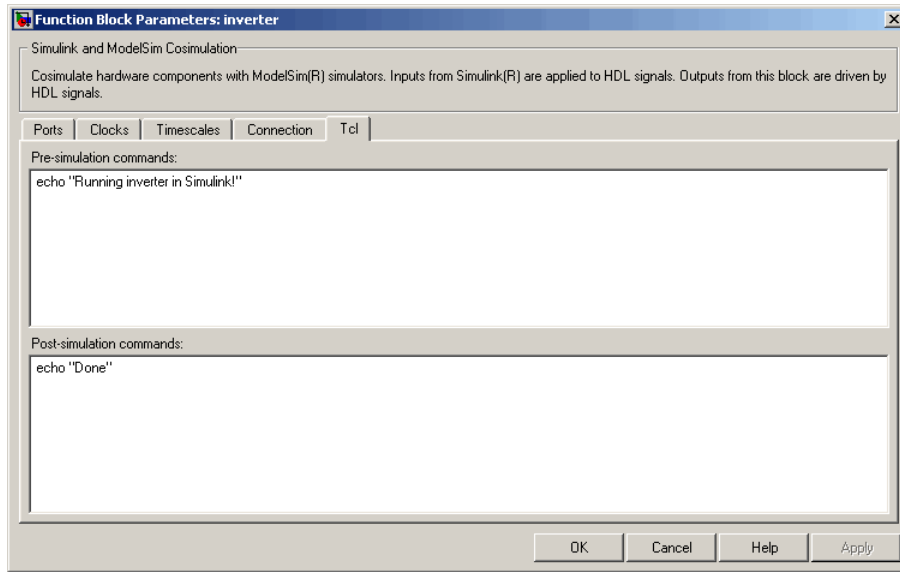 Function Block Parameters: inverter
Simulink and ModelSim Cosimulation
Cosimulate hardware components with ModelSim(R) simulators. Inputs from Simulink(R) are applied to HDL signals. Outputs from this block are driven by
HDL signals.
Ports Clocks Timescales Connection Tcl
Pre-simulation commands:
echo "Running inverter in Simulink!"
Post-simulation commands:
echo "Done"
OK Cancel Help Apply